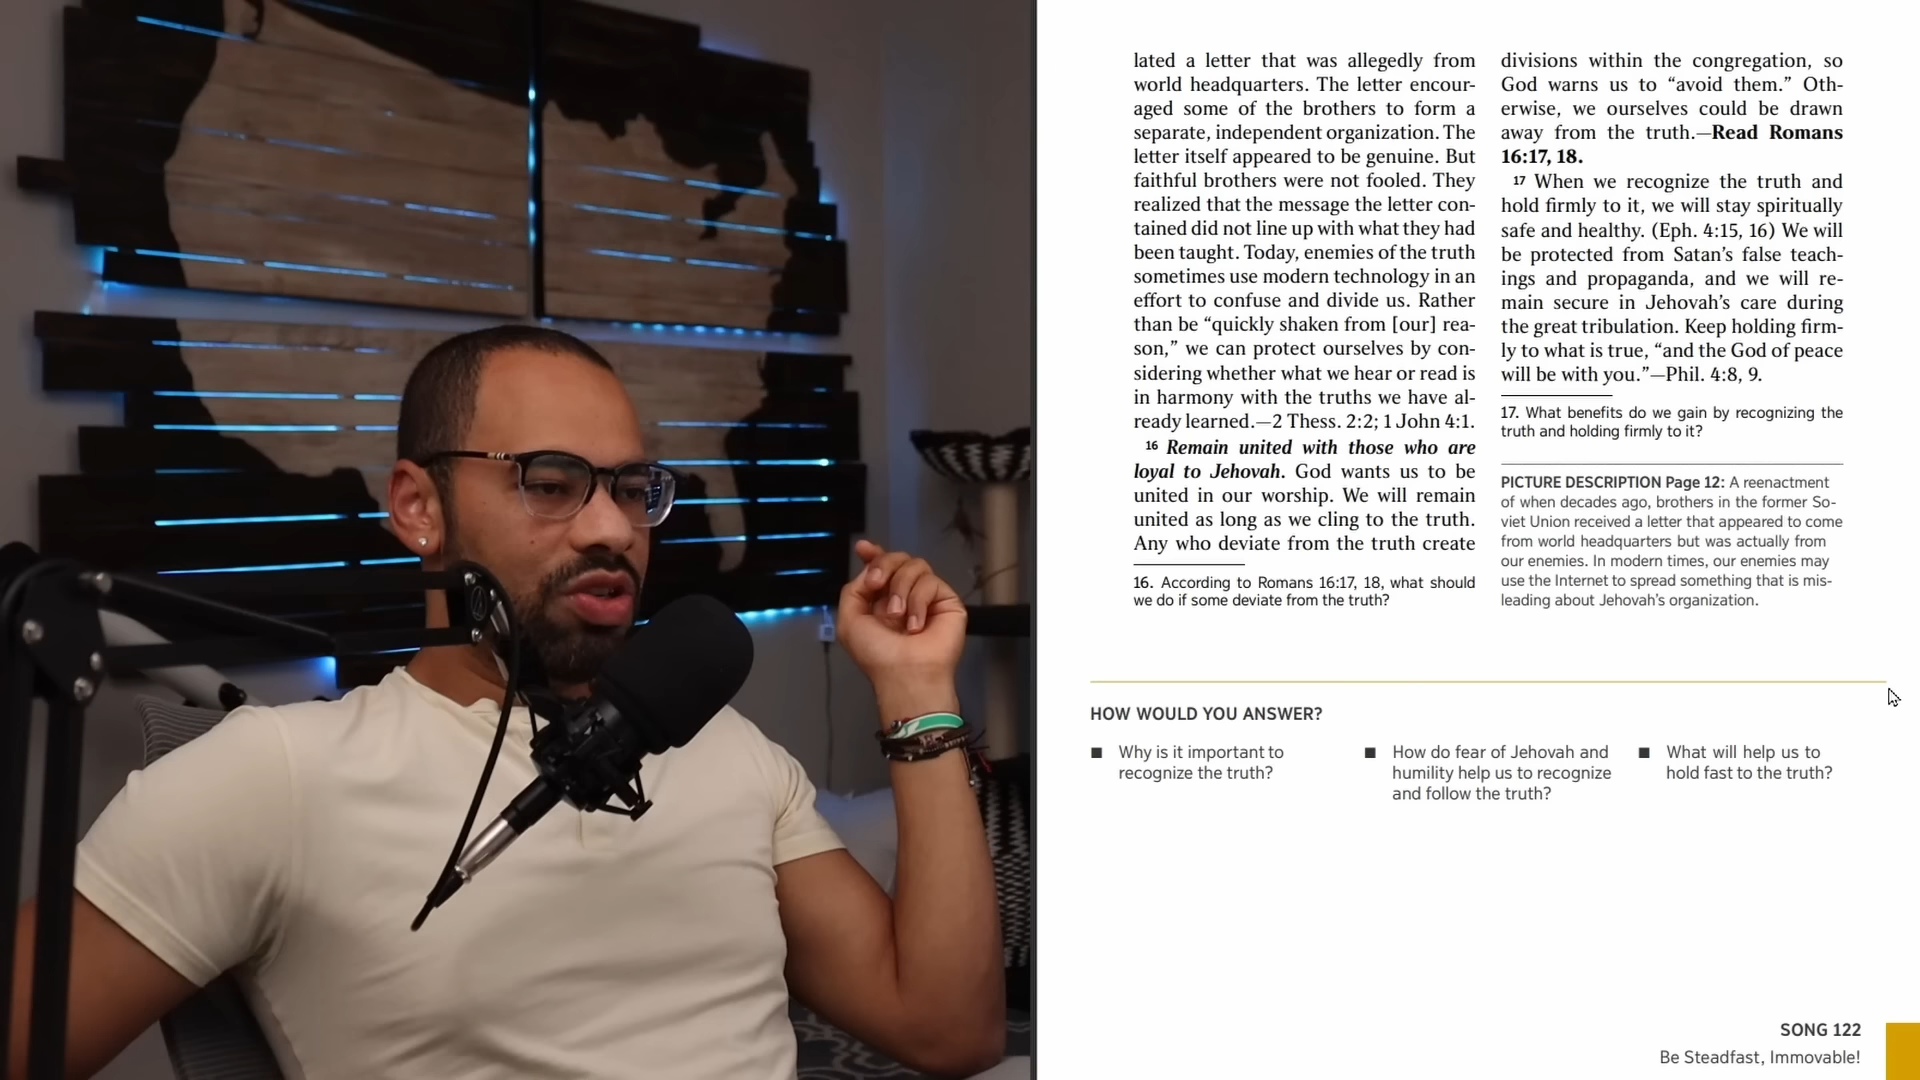 lated a letter that was allegedly from
world headquarters. The letter encour-
aged some of the brothers to form a
separate, independent organization. The
letter itself appeared to be genuine. But
faithful brothers were not fooled. They
realized that the message the letter con-
tained did not line up with what they had
been taught. Today, enemies of the truth
sometimes use modern technology in an
effort to confuse and divide us. Rather
than be “quickly shaken from [our] rea-
son,” we can protect ourselves by con-
sidering whether what we hear or read is
in harmony with the truths we have al-
ready learned.—2 Thess. 2:2; 1 John 4:1.
16 Remain united with those who are
loyal to Jehovah. God wants us to be
united in our worship. We will remain
united as long as we cling to the truth.
Any who deviate from the truth create
16. According to Romans 16:17, 18, what should
we do if some deviate from the truth?
divisions within the congregation, so
God warns us to “avoid them.” Oth-
erwise, we ourselves could be drawn
away from the truth.—Read Romans
16:17, 18.
17 When we recognize the truth and
hold firmly to it, we will stay spiritually
safe and healthy. (Eph. 4:15, 16) We will
be protected from Satan’s false teach-
ings and propaganda, and we will re-
main secure in Jehovah’s care during
the great tribulation. Keep holding firm-
ly to what is true, “and the God of peace
will be with you.”—Phil. 4:8, 9.
17. What benefits do we gain by recognizing the
truth and holding firmly to it?
PICTURE DESCRIPTION Page 12: A reenactment
of when decades ago, brothers in the former So-
viet Union received a letter that appeared to come
from world headquarters but was actually from
our enemies. In modern times, our enemies may
use the Internet to spread something that is mis-
leading about Jehovah’s organization.
HOW WOULD YOU ANSWER?
■ Why is it important to
recognize the truth?
■ How do fear of Jehovah and
humility help us to recognize
and follow the truth?
■ What will help us to
hold fast to the truth?
SONG 122
Be Steadfast, Immovable!